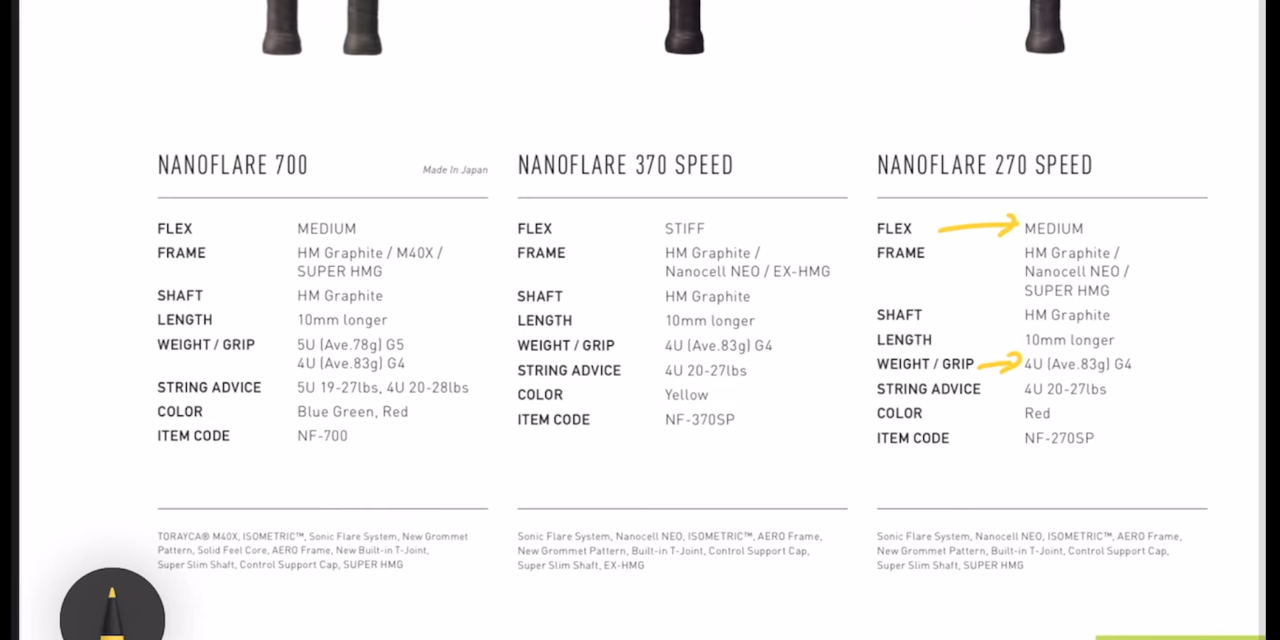 NANOFLARE 700
Made In Japan
FLEX MEDIUM
FRAME HM Graphite / M40X /
SUPER HMG
SHAFT HM Graphite
LENGTH 10mm longer
WEIGHT / GRIP 5U (Ave.78g) G5
4U (Ave.83g) G4
STRING ADVICE 5U 19-27lbs, 4U 20-28lbs
COLOR Blue Green, Red
ITEM CODE NF-700
TORAYCA® M40X, ISOMETRIC™, Sonic Flare System, New Grommet
Pattern, Solid Feel Core, AERO Frame, New Built-in T-Joint,
Super Slim Shaft, Control Support Cap, SUPER HMG
NANOFLARE 370 SPEED
FLEX STIFF
FRAME HM Graphite /
Nanocell NEO / EX-HMG
SHAFT HM Graphite
LENGTH 10mm longer
WEIGHT / GRIP 4U (Ave.83g) G4
STRING ADVICE 4U 20-27lbs
COLOR Yellow
ITEM CODE NF-370SP
Sonic Flare System, Nanocell NEO, ISOMETRIC™, AERO Frame,
New Grommet Pattern, Built-in T-Joint, Control Support Cap,
Super Slim Shaft, EX-HMG
NANOFLARE 270 SPEED
FLEX MEDIUM
FRAME HM Graphite /
Nanocell NEO /
SUPER HMG
SHAFT HM Graphite
LENGTH 10mm longer
WEIGHT / GRIP 4U (Ave.83g) G4
STRING ADVICE 4U 20-27lbs
COLOR Red
ITEM CODE NF-270SP
Sonic Flare System, Nanocell NEO, ISOMETRIC™, AERO Frame,
New Grommet Pattern, Built-in T-Joint, Control Support Cap,
Super Slim Shaft, SUPER HMG